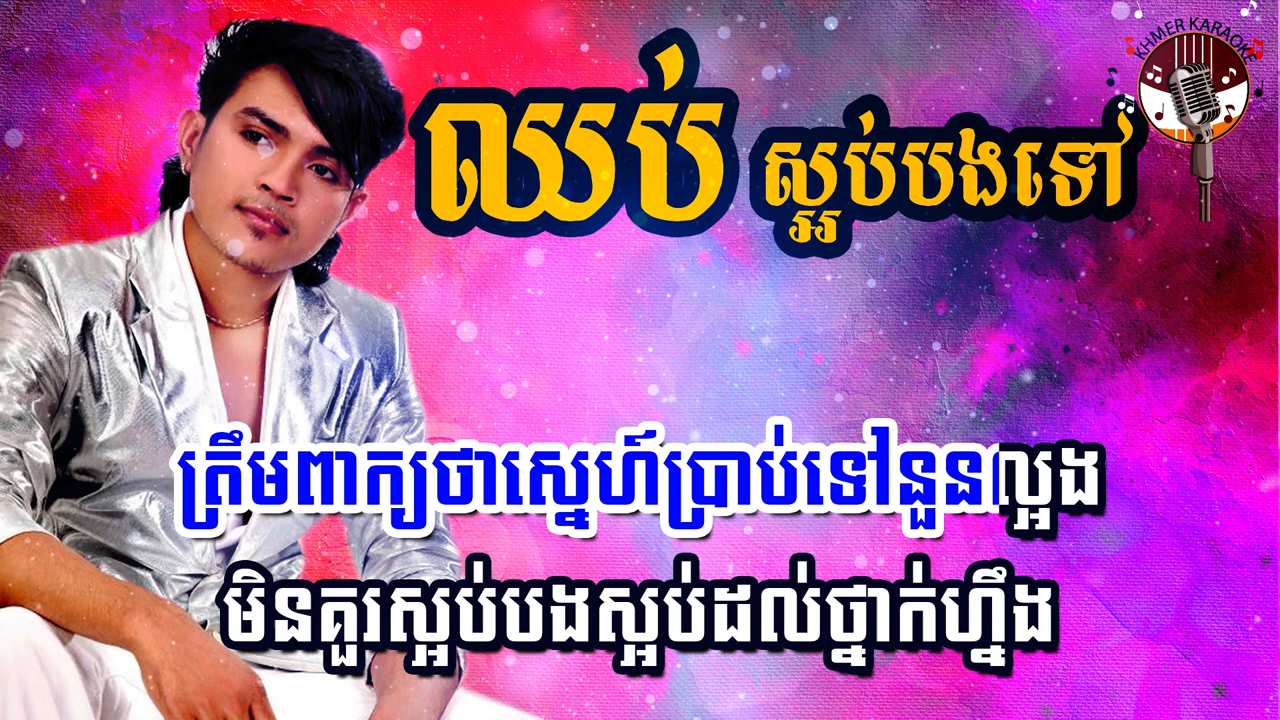 KHMER KARAOKE
ឈប់ ស្អប់បងទៅ
ត្រឹមពាក្យថាស្នេហ៍ប្រាប់ទៅនួនល្អង
មិនគួរស្អប់បងស្អប់ដល់ថ្នាក់ហ្នឹង